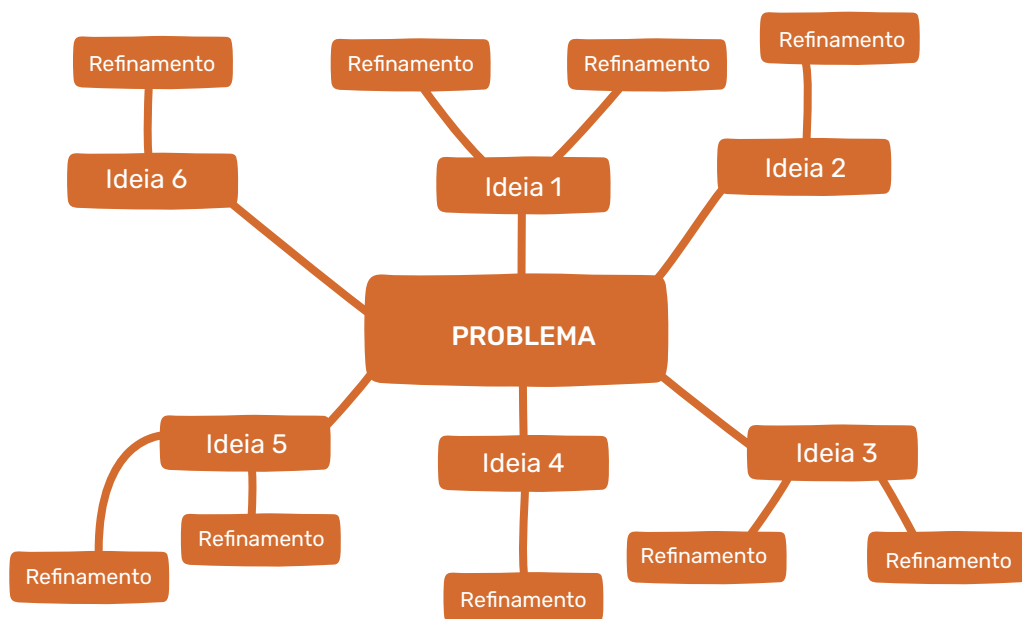 Refinamento
Refinamento
Refinamento
Refinamento
Ideia 6
Ideia 1
Ideia 2
PROBLEMA
Ideia 5
Ideia 4
Ideia 3
Refinamento
Refinamento
Refinamento
Refinamento
Refinamento